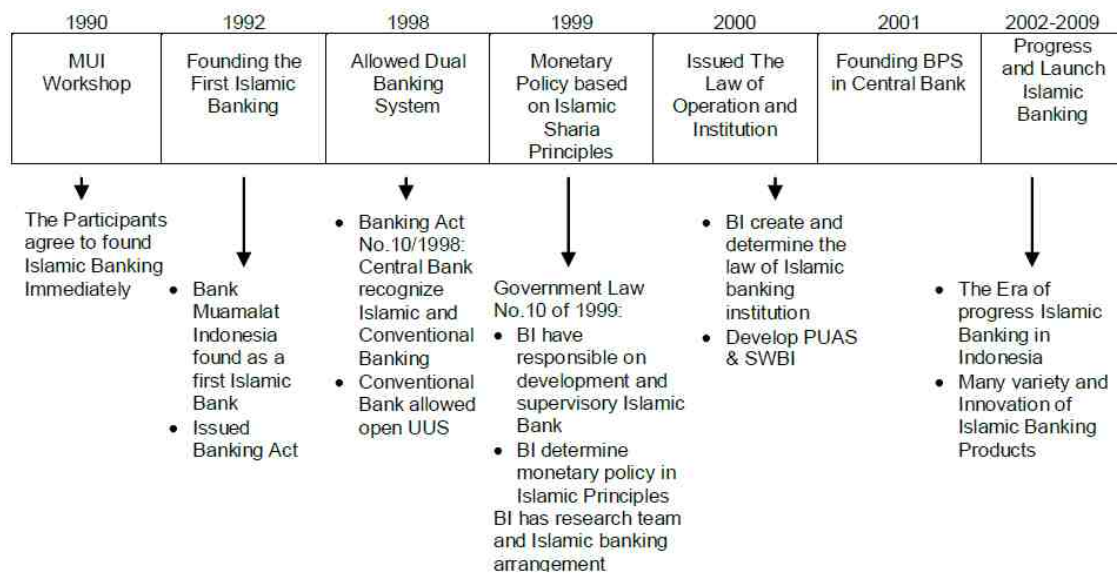 1990
1992
1998
1999
2000
2001
2002-2009
MUI
Workshop
Founding the
First Islamic
Banking
Allowed Dual
Banking
System
Monetary
Policy based
on Islamic
Sharia
Principles
Issued The
Law of
Operation and
Institution
Founding BPS
in Central Bank
Progress
and Launch
Islamic
Banking
The Participants
agree to found
Islamic Banking
Immediately
• Bank
Muamalat
Indonesia
found as a
first Islamic
Bank
• Issued
Banking Act
• Banking Act
No.10/1998:
Central Bank
recognize
Islamic and
Conventional
Banking
• Conventional
Bank allowed
open UUS
Government Law
No.10 of 1999:
• BI have
responsible on
development and
supervisory Islamic
Bank
• BI determine
monetary policy in
Islamic Principles
BI has research team
and Islamic banking
arrangement
• BI create and
determine the
law of Islamic
banking
institution
• Develop PUAS
& SWBI
• The Era of
progress Islamic
Banking in
Indonesia
• Many variety and
Innovation of
Islamic Banking
Products